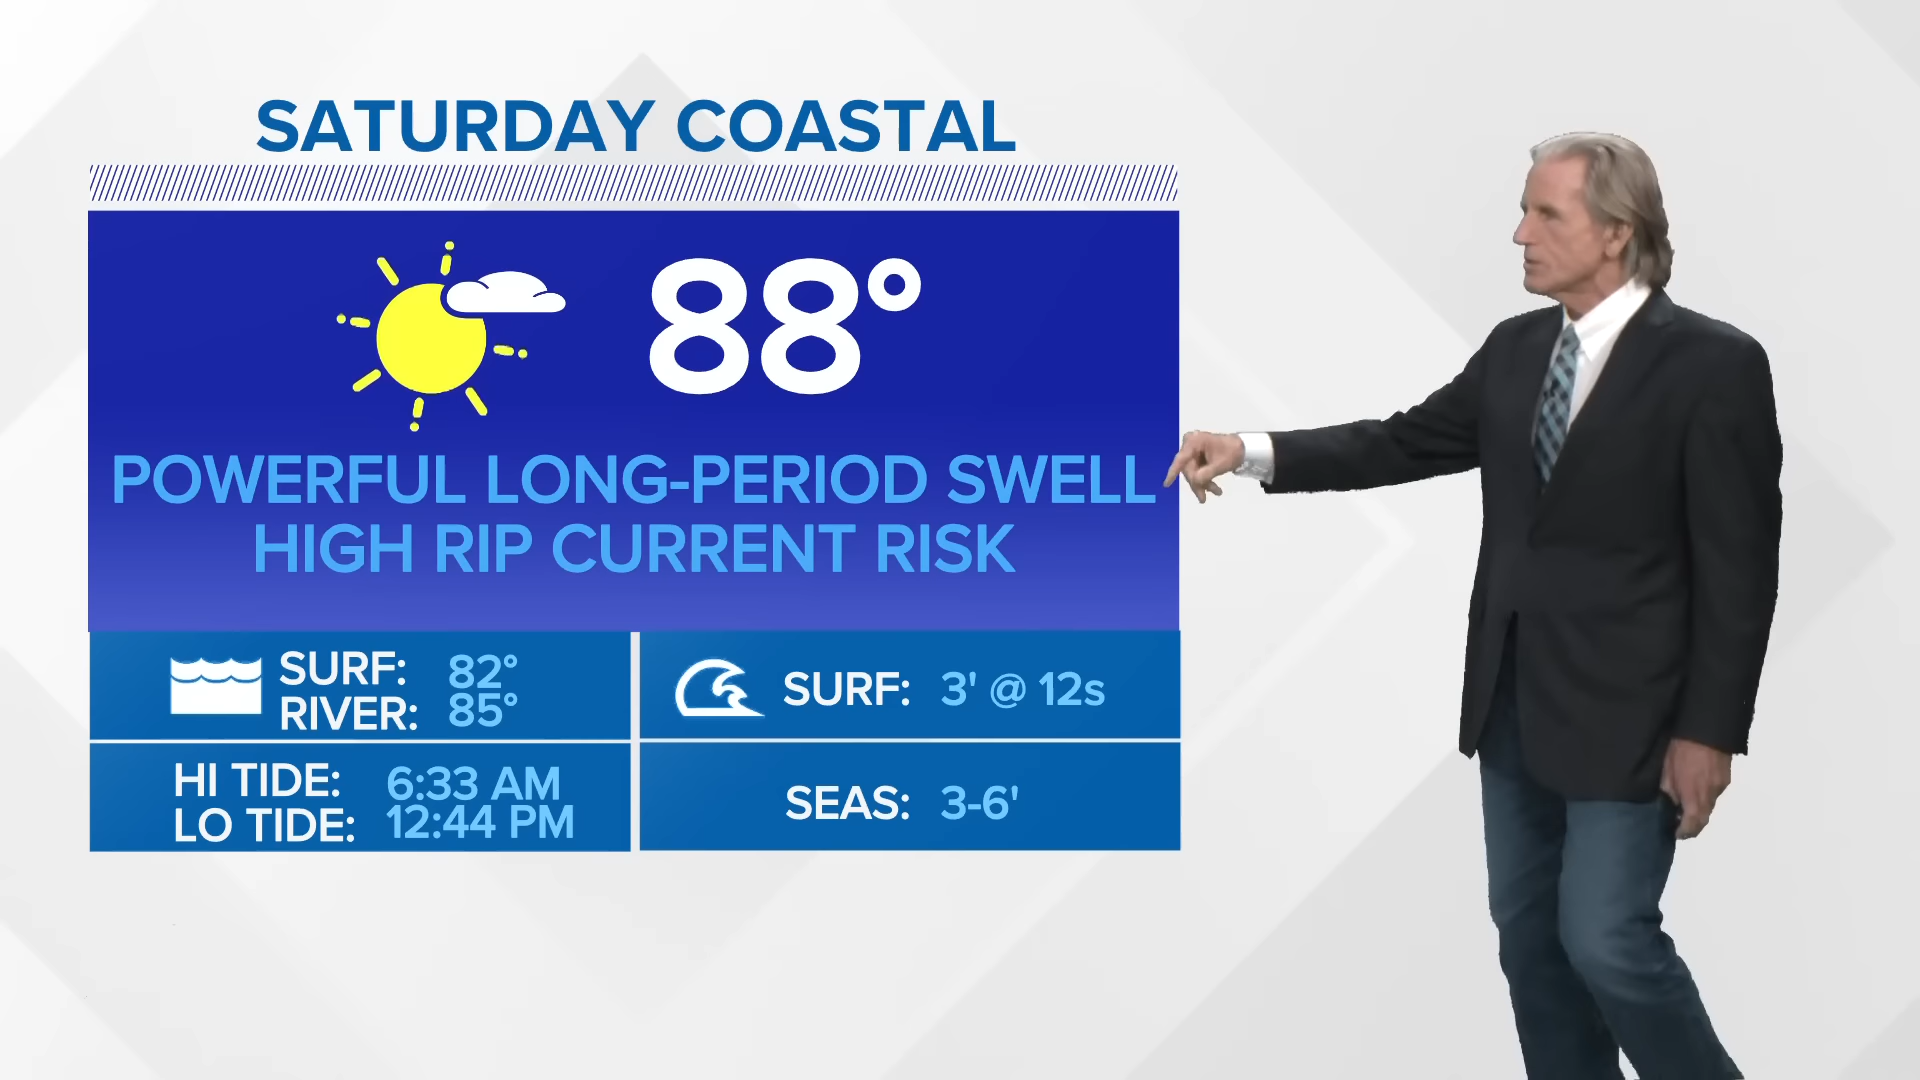 SATURDAY COASTAL
88°
POWERFUL LONG-PERIOD SWELL
HIGH RIP CURRENT RISK
SURF: 82°
RIVER: 85°
SURF: 3' @ 12s
HI TIDE: 6:33 AM
LO TIDE: 12:44 PM
SEAS: 3-6'